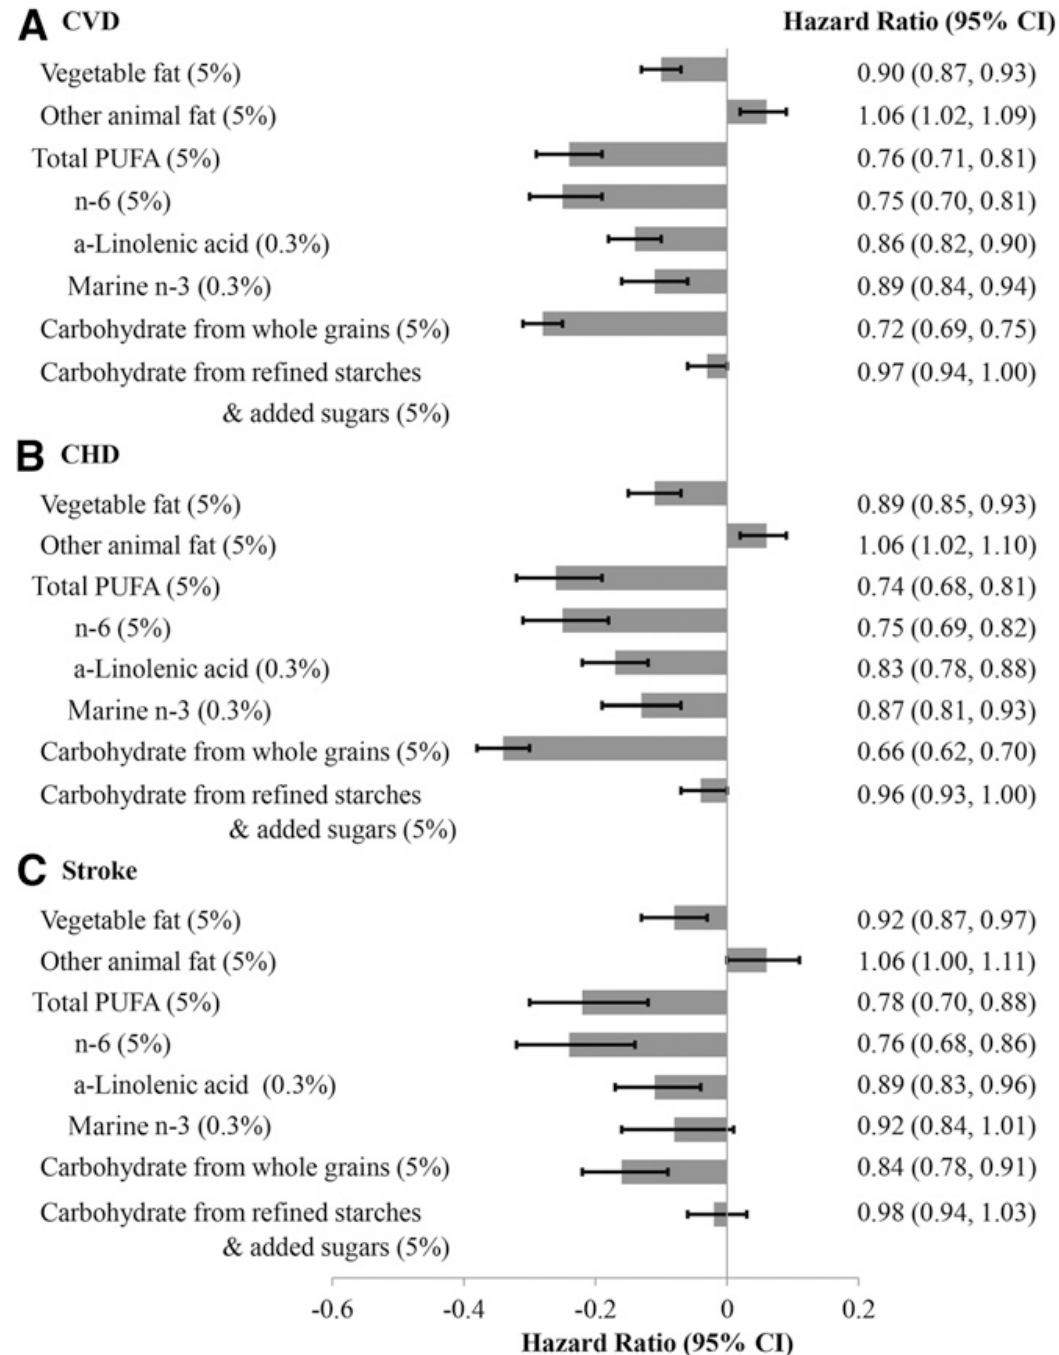 A CVD Hazard Ratio (95% CI)
Vegetable fat (5%) 0.90 (0.87, 0.93)
Other animal fat (5%) 1.06 (1.02, 1.09)
Total PUFA (5%) 0.76 (0.71, 0.81)
n-6 (5%) 0.75 (0.70, 0.81)
a-Linolenic acid (0.3%) 0.86 (0.82, 0.90)
Marine n-3 (0.3%) 0.89 (0.84, 0.94)
Carbohydrate from whole grains (5%) 0.72 (0.69, 0.75)
Carbohydrate from refined starches 0.97 (0.94, 1.00)
& added sugars (5%)
B CHD
Vegetable fat (5%) 0.89 (0.85, 0.93)
Other animal fat (5%) 1.06 (1.02, 1.10)
Total PUFA (5%) 0.74 (0.68, 0.81)
n-6 (5%) 0.75 (0.69, 0.82)
a-Linolenic acid (0.3%) 0.83 (0.78, 0.88)
Marine n-3 (0.3%) 0.87 (0.81, 0.93)
Carbohydrate from whole grains (5%) 0.66 (0.62, 0.70)
Carbohydrate from refined starches 0.96 (0.93, 1.00)
& added sugars (5%)
C Stroke
Vegetable fat (5%) 0.92 (0.87, 0.97)
Other animal fat (5%) 1.06 (1.00, 1.11)
Total PUFA (5%) 0.78 (0.70, 0.88)
n-6 (5%) 0.76 (0.68, 0.86)
a-Linolenic acid (0.3%) 0.89 (0.83, 0.96)
Marine n-3 (0.3%) 0.92 (0.84, 1.01)
Carbohydrate from whole grains (5%) 0.84 (0.78, 0.91)
Carbohydrate from refined starches 0.98 (0.94, 1.03)
& added sugars (5%)
-0.6 -0.4 -0.2 0 0.2
Hazard Ratio (95% CI)